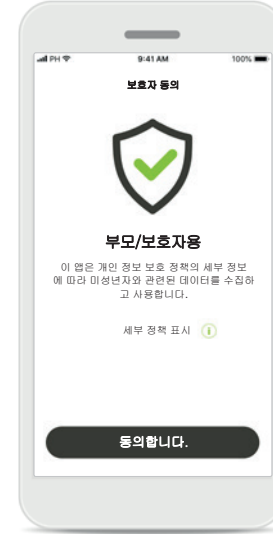 PH 9:41 AM 100%
보호자 동의
부모/보호자용
이 앱은 개인 정보 보호 정책의 세부 정보
에 따라 미성년자와 관련된 데이터를 수집하
고 사용합니다.
세부 정책 표시 i
동의합니다.